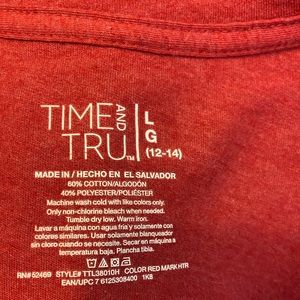 TIME AND TRU™
LG
(12-14)
MADE IN / HECHO EN EL SALVADOR
60% COTTON/ALGODÓN
40% POLYESTER/POLIÉSTER
Machine wash cold with like colors only.
Only non-chlorine bleach when needed.
Tumble dry low. Warm iron.
Lavar a máquina con agua fría y solamente con
colores similares. Usar solamente blanqueador
sin cloro cuando se necesite. Secar en máquina a
temperatura baja. Plancha tibia.
RN#52469 STYLE# TTL38010H COLOR RED MARK HTR
EAN/UPC 7 6125308400 1K8